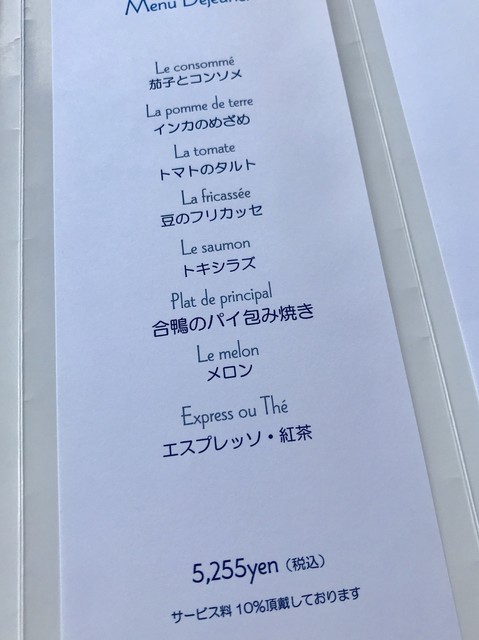 Menu Déjeuner
Le consommé
茄子とコンソメ
La pomme de terre
インカのめざめ
La tomate
トマトのタルト
La fricassée
豆のフリカッセ
Le saumon
トキシラズ
Plat de principal
合鴨のパイ包み焼き
Le melon
メロン
Express ou Thé
エスプレッソ・紅茶
5,255yen（税込）
サービス料 10%頂戴しております